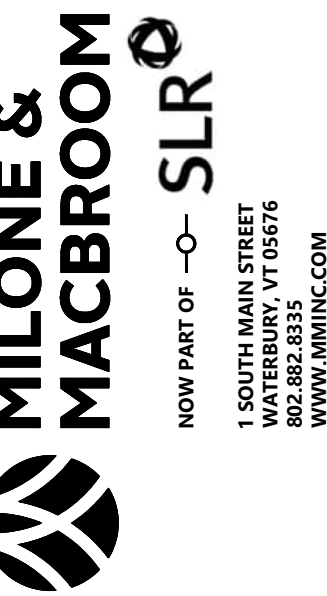 MILONE &
MACBROOM
NOW PART OF
SLR
1 SOUTH MAIN STREET
WATERBURY, VT 05676
802.882.8335
WWW.MMINC.COM